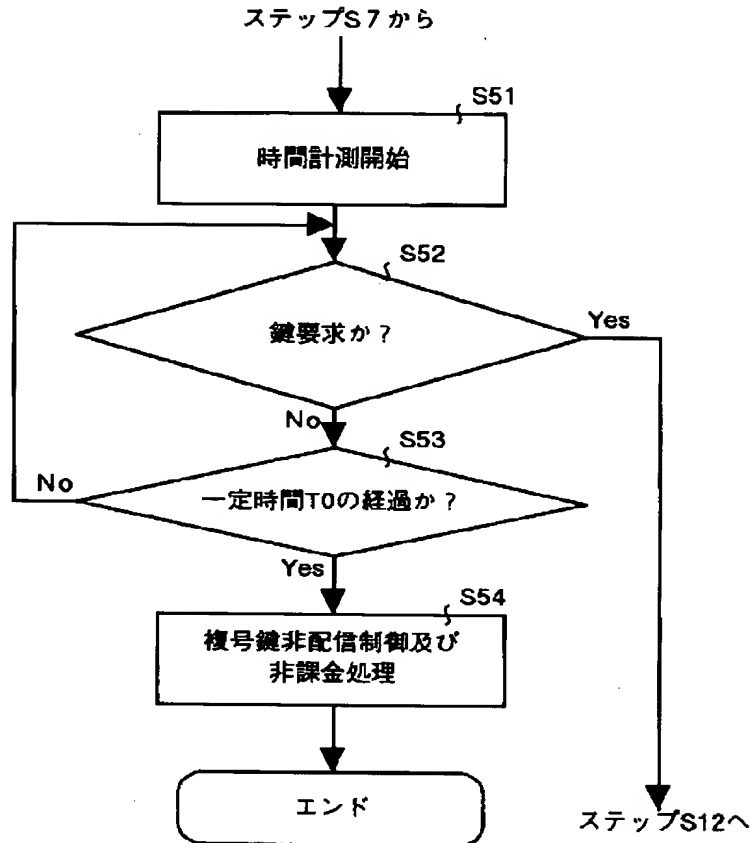 ステップS7から
S51
時間計測開始
S52
鍵要求か？
Yes
No
S53
一定時間T0の経過か？
No
Yes
S54
複号鍵非配信制御及び
非課金処理
エンド
ステップS12へ